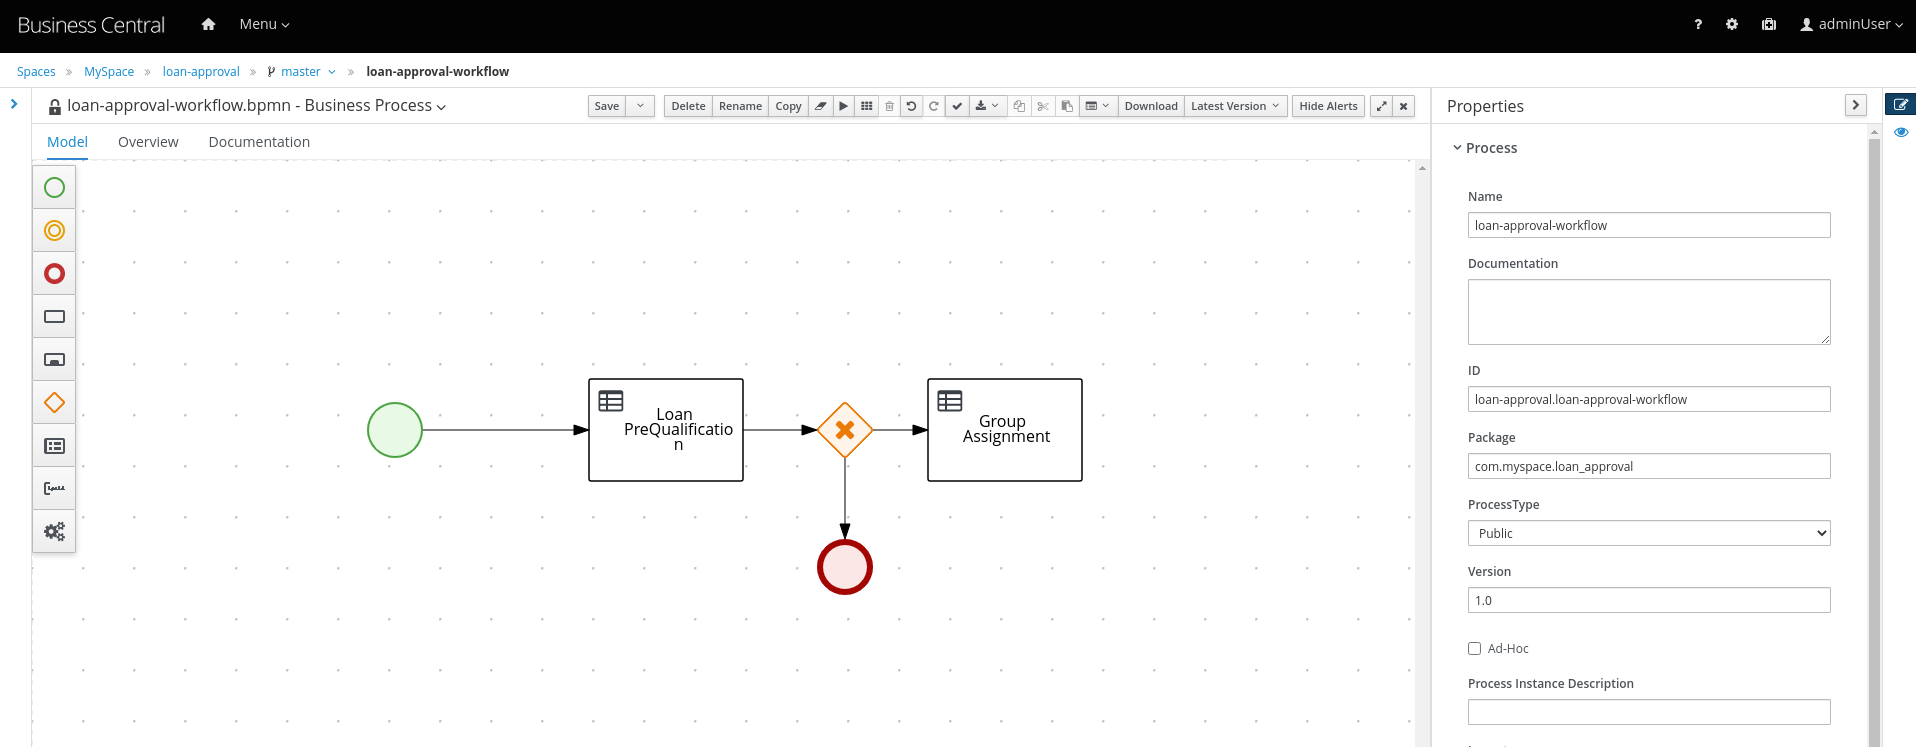 Business Central Menu ? adminUser
Spaces » MySpace » loan-approval » master » loan-approval-workflow
loan-approval-workflow.bpmn - Business Process
Save Delete Rename Copy Download Latest Version Hide Alerts
Properties
Model Overview Documentation
Process
Name
loan-approval-workflow
Documentation
ID
loan-approval.loan-approval-workflow
Package
com.myspace.loan_approval
ProcessType
Public
Version
1.0
Ad-Hoc
Process Instance Description
Loan
PreQualificatio
n
Group
Assignment